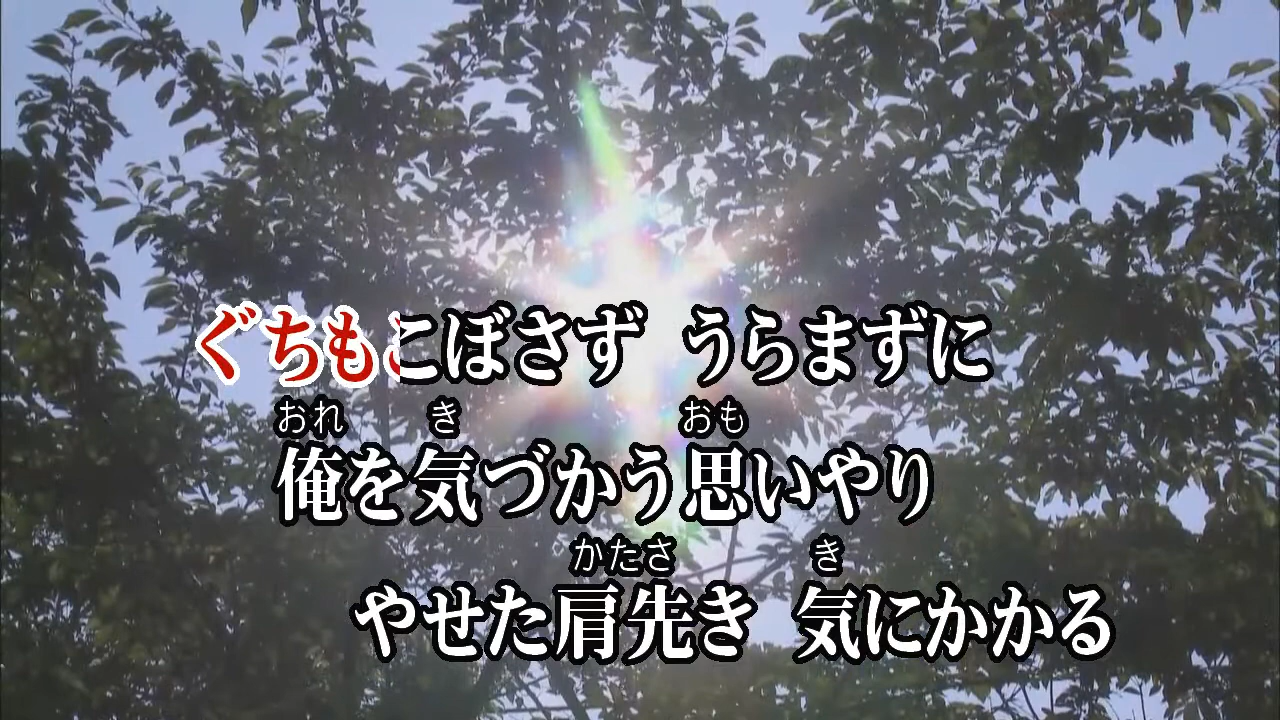 ぐちもこぼさず うらまずに
おれ き おも
俺を気づかう思いやり
かたさ き
やせた肩先き 気にかかる